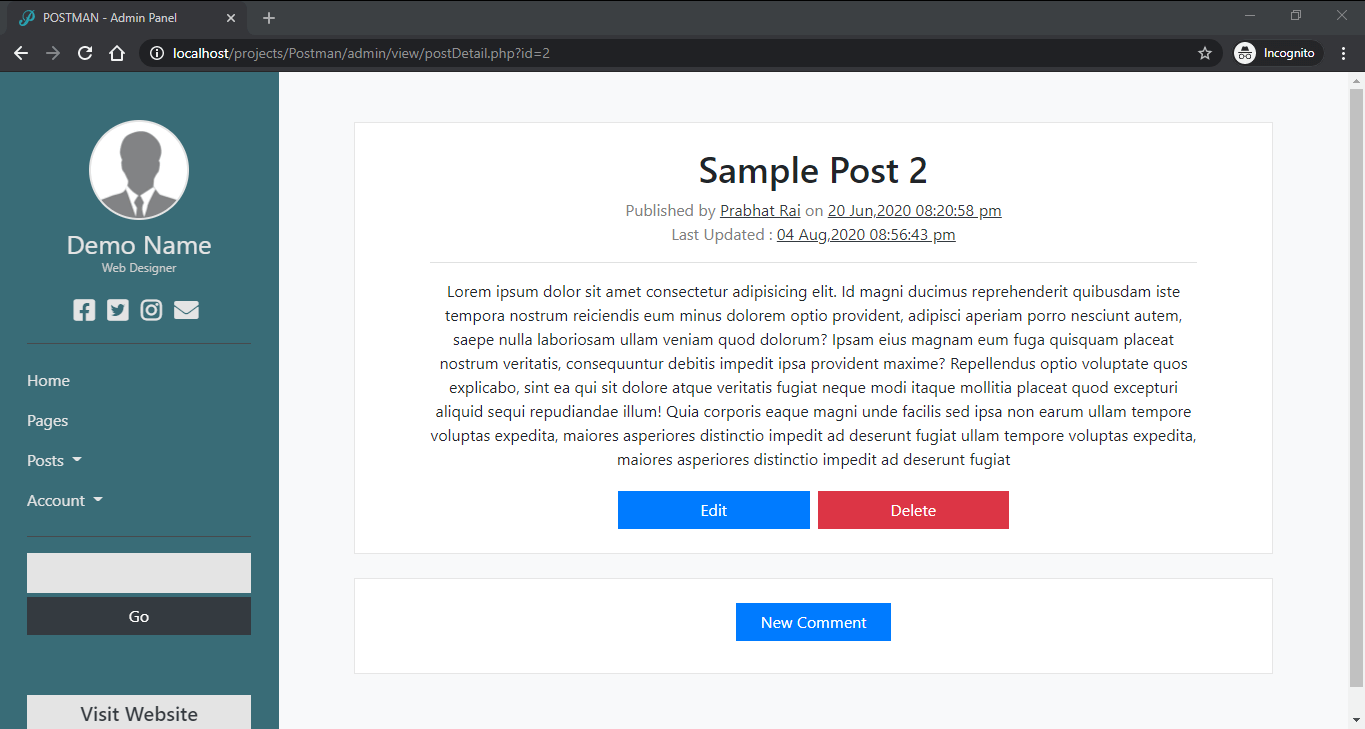 POSTMAN - Admin Panel
localhost/projects/Postman/admin/view/postDetail.php?id=2
Incognito
Demo Name
Web Designer
Home
Pages
Posts
Account
Go
Visit Website
Sample Post 2
Published by Prabhat Rai on 20 Jun,2020 08:20:58 pm
Last Updated : 04 Aug,2020 08:56:43 pm
Lorem ipsum dolor sit amet consectetur adipisicing elit. Id magni ducimus reprehenderit quibusdam iste
tempora nostrum reiciendis eum minus dolorem optio provident, adipisci aperiam porro nesciunt autem,
saepe nulla laboriosam ullam veniam quod dolorum? Ipsam eius magnam eum fuga quisquam placeat
nostrum veritatis, consequuntur debitis impedit ipsa provident maxime? Repellendus optio voluptate quos
explicabo, sint ea qui sit dolore atque veritatis fugiat neque modi itaque mollitia placeat quod excepturi
aliquid sequi repudiandae illum! Quia corporis eaque magni unde facilis sed ipsa non earum ullam tempore
voluptas expedita, maiores asperiores distinctio impedit ad deserunt fugiat ullam tempore voluptas expedita,
maiores asperiores distinctio impedit ad deserunt fugiat
Edit
Delete
New Comment